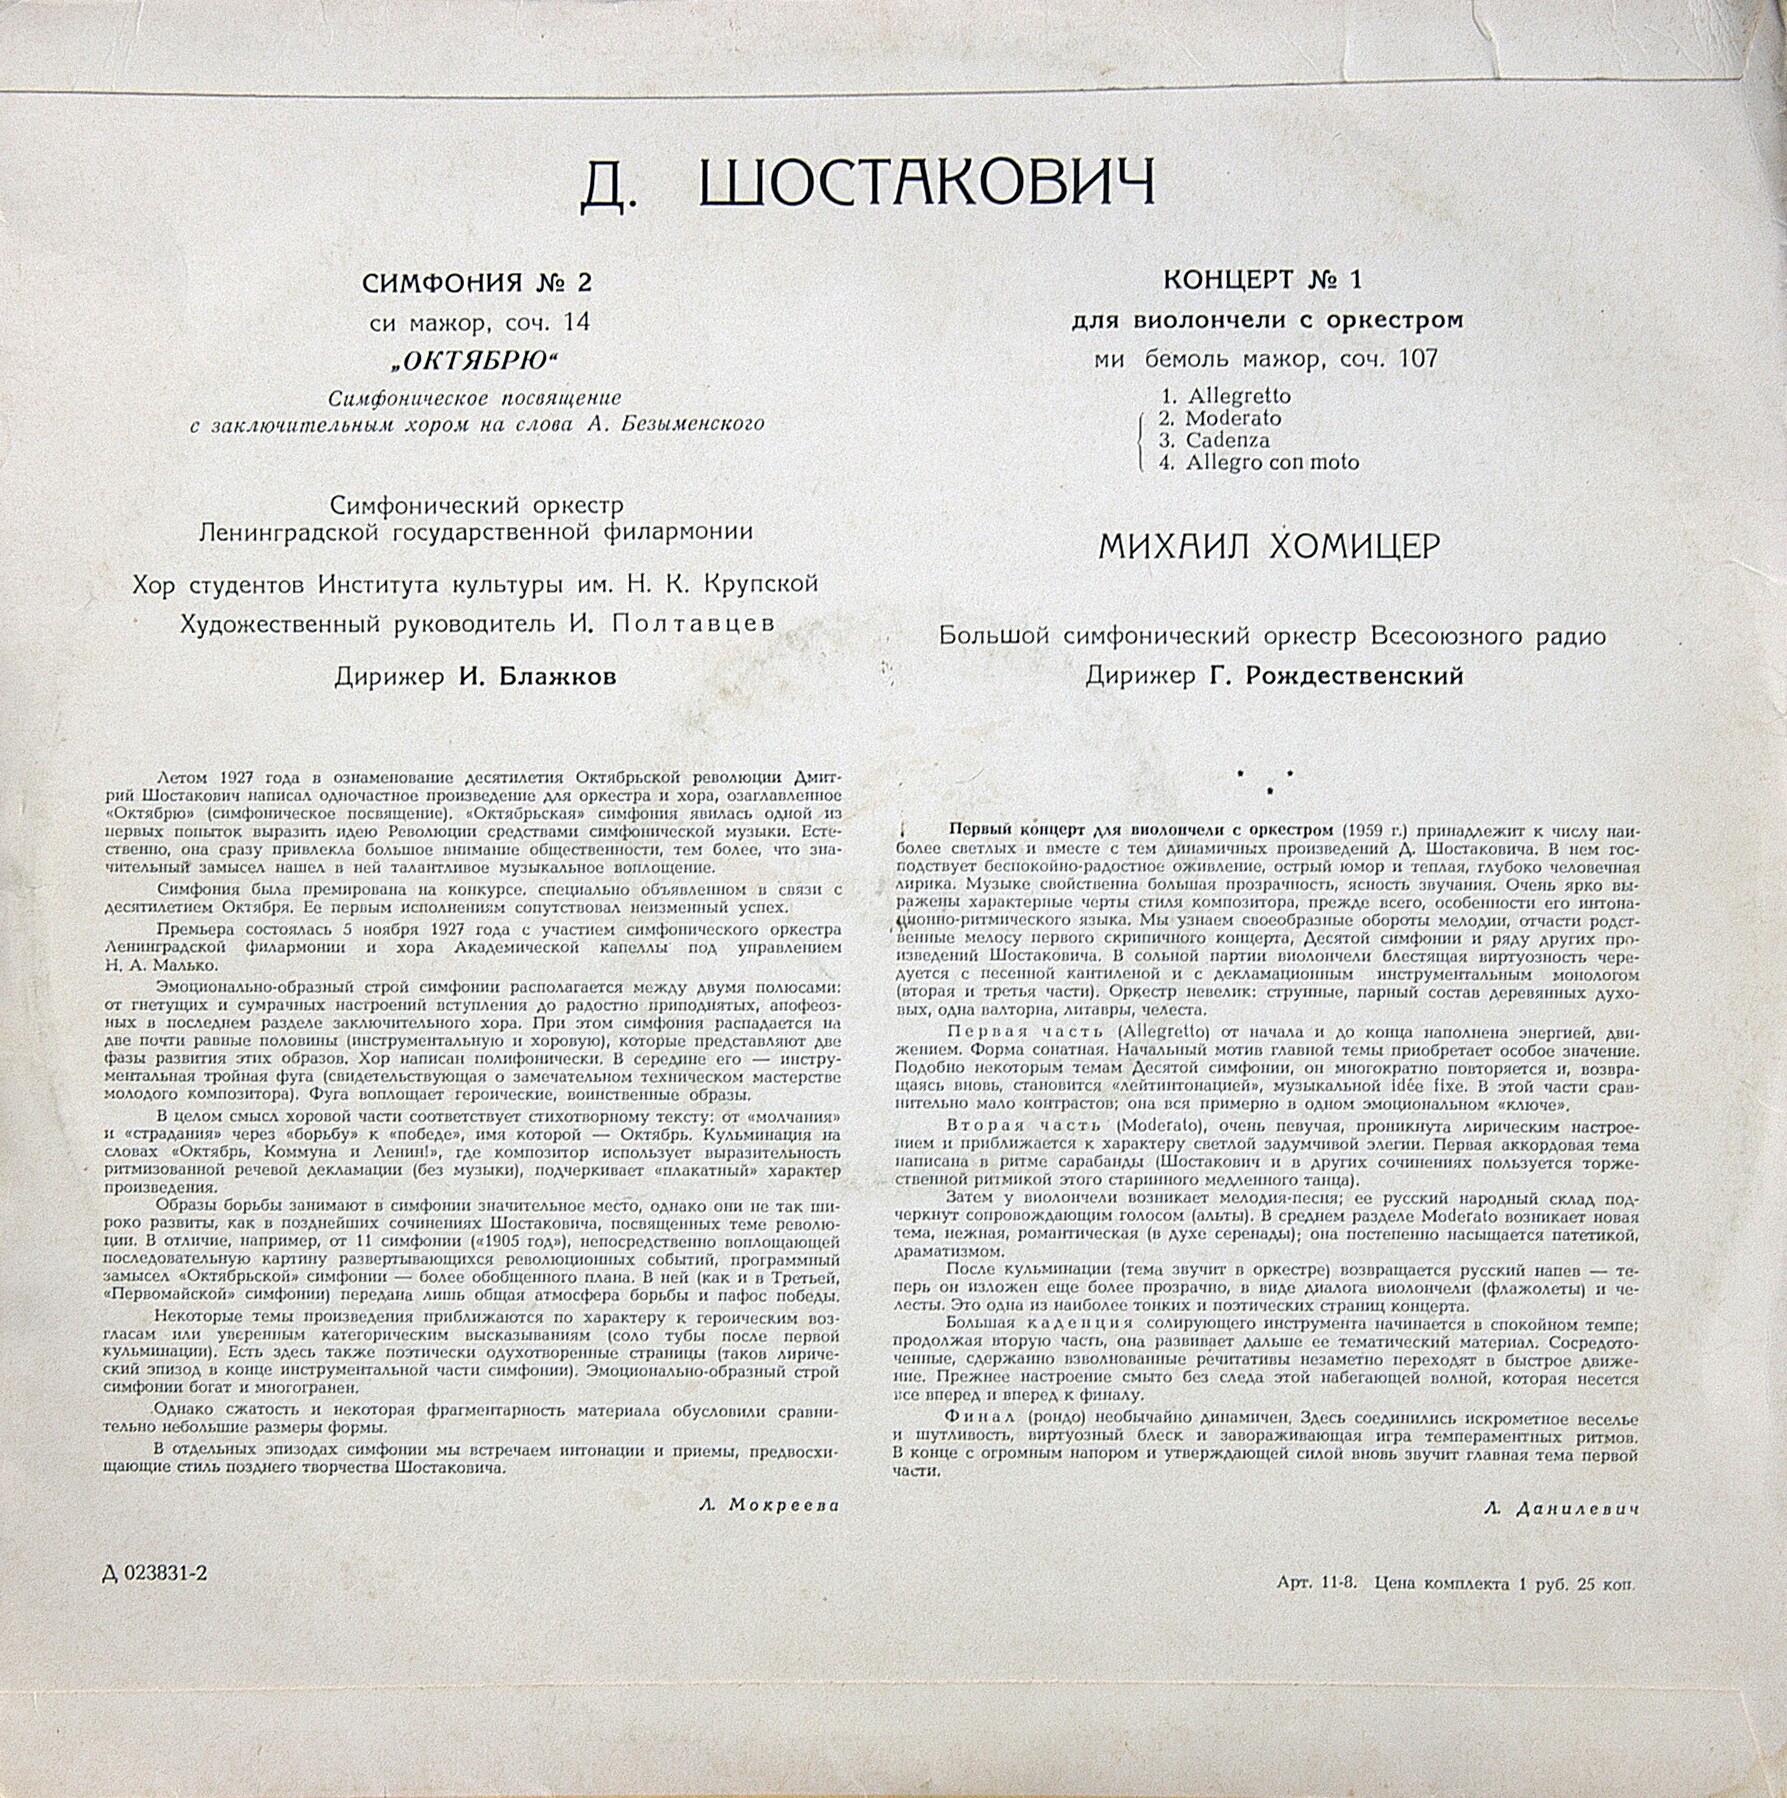 Д. ШОСТАКОВИЧ
СИМФОНИЯ № 2
си мажор, соч. 14
„ОКТЯБРЮ“
Симфоническое посвящение
с заключительным хором на слова А. Безыменского
Симфонический оркестр
Ленинградской государственной филармонии
Хор студентов Института культуры им. Н. К. Крупской
Художественный руководитель И. Полтавцев
Дирижер И. Блажков
Летом 1927 года в ознаменование десятилетия Октябрьской революции Дмит-
рий Шостакович написал одночастное произведение для оркестра и хора, озаглавленное
«Октябрю» (симфоническое посвящение). «Октябрьская» симфония явилась одной из
первых попыток выразить идею Революции средствами симфонической музыки. Есте-
ственно, она сразу привлекла большое внимание общественности, тем более, что зна-
чительный замысел нашел в ней талантливое музыкальное воплощение.
Симфония была премирована на конкурсе, специально объявленном в связи с
десятилетием Октября. Ее первым исполнениям сопутствовал неизменный успех.
Премьера состоялась 5 ноября 1927 года с участием симфонического оркестра
Ленинградской филармонии и хора Академической капеллы под управлением
Н. А. Малько.
Эмоционально-образный строй симфонии располагается между двумя полюсами:
от гнетущих и сумрачных настроений вступления до радостно приподнятых, апофеоз-
ных в последнем разделе заключительного хора. При этом симфония распадается на
две почти равные половины (инструментальную и хоровую), которые представляют две
фазы развития этих образов. Хор написан полифонически. В середине его — инстру-
ментальная тройная фуга (свидетельствующая о замечательном техническом мастерстве
молодого композитора). Фуга воплощает героические, воинственные образы.
В целом смысл хоровой части соответствует стихотворному тексту: от «молчания»
и «страдания» через «борьбу» к «победе», имя которой — Октябрь. Кульминация на
словах «Октябрь, Коммуна и Ленин!», где композитор использует выразительность
ритмизованной речевой декламации (без музыки), подчеркивает «плакатный» характер
произведения.
Образы борьбы занимают в симфонии значительное место, однако они не так ши-
роко развиты, как в позднейших сочинениях Шостаковича, посвященных теме револю-
ции. В отличие, например, от 11 симфонии («1905 год»), непосредственно воплощающей
последовательную картину развертывающихся революционных событий, программный
замысел «Октябрьской» симфонии — более обобщенного плана. В ней (как и в Третьей,
«Первомайской» симфонии) передана лишь общая атмосфера борьбы и пафос победы.
Некоторые темы произведения приближаются по характеру к героическим воз-
гласам или уверенным категорическим высказываниям (соло тубы после первой
кульминации). Есть здесь также поэтически одухотворенные страницы (таков лириче-
ский эпизод в конце инструментальной части симфонии). Эмоционально-образный строй
симфонии богат и многогранен.
Однако сжатость и некоторая фрагментарность материала обусловили сравни-
тельно небольшие размеры формы.
В отдельных эпизодах симфонии мы встречаем интонации и приемы, предвосхи-
щающие стиль позднего творчества Шостаковича.
Л. Мокреева
Д 023831-2
КОНЦЕРТ № 1
для виолончели с оркестром
ми бемоль мажор, соч. 107
1. Allegretto
2. Moderato
3. Cadenza
4. Allegro con moto
МИХАИЛ ХОМИЦЕР
Большой симфонический оркестр Всесоюзного радио
Дирижер Г. Рождественский
Первый концерт для виолончели с оркестром (1959 г.) принадлежит к числу наи-
более светлых и вместе с тем динамичных произведений Д. Шостаковича. В нем гос-
подствует беспокойно-радостное оживление, острый юмор и теплая, глубоко человечная
лирика. Музыке свойственна большая прозрачность, ясность звучания. Очень ярко вы-
ражены характерные черты стиля композитора, прежде всего, особенности его интона-
ционно-ритмического языка. Мы узнаем своеобразные обороты мелодии, отчасти родст-
венные мелосу первого скрипичного концерта, Десятой симфонии и ряду других про-
изведений Шостаковича. В сольной партии виолончели блестящая виртуозность чере-
дуется с песенной кантиленой и с декламационным инструментальным монологом
(вторая и третья части). Оркестр невелик: струнные, парный состав деревянных духо-
вых, одна валторна, литавры, челеста.
Первая часть (Allegretto) от начала и до конца наполнена энергией, дви-
жением. Форма сонатная. Начальный мотив главной темы приобретает особое значение.
Подобно некоторым темам Десятой симфонии, он многократно повторяется и, возвра-
щаясь вновь, становится «лейтинтонацией», музыкальной idée fixe. В этой части срав-
нительно мало контрастов; она вся примерно в одном эмоциональном «ключе».
Вторая часть (Moderato), очень певучая, проникнута лирическим настрое-
нием и приближается к характеру светлой задумчивой элегии. Первая аккордовая тема
написана в ритме сарабанды (Шостакович и в других сочинениях пользуется торже-
ственной ритмикой этого старинного медленного танца).
Затем у виолончели возникает мелодия-песня; ее русский народный склад под-
черкнут сопровождающим голосом (альты). В среднем разделе Moderato возникает новая
тема, нежная, романтическая (в духе серенады); она постепенно насыщается патетикой,
драматизмом.
После кульминации (тема звучит в оркестре) возвращается русский напев — те-
перь он изложен еще более прозрачно, в виде диалога виолончели (флажолеты) и че-
лесты. Это одна из наиболее тонких и поэтических страниц концерта.
Большая каденция солирующего инструмента начинается в спокойном темпе;
продолжая вторую часть, она развивает дальше ее тематический материал. Сосредото-
ченные, сдержанно взволнованные речитативы незаметно переходят в быстрое движе-
ние. Прежнее настроение смыто без следа этой набегающей волной, которая несется
все вперед и вперед к финалу.
Финал (рондо) необычайно динамичен. Здесь соединились искрометное веселье
и шутливость, виртуозный блеск и завораживающая игра темпераментных ритмов.
В конце с огромным напором и утверждающей силой вновь звучит главная тема первой
части.
Л. Данилевич
Арт. 11-8. Цена комплекта 1 руб. 25 коп.